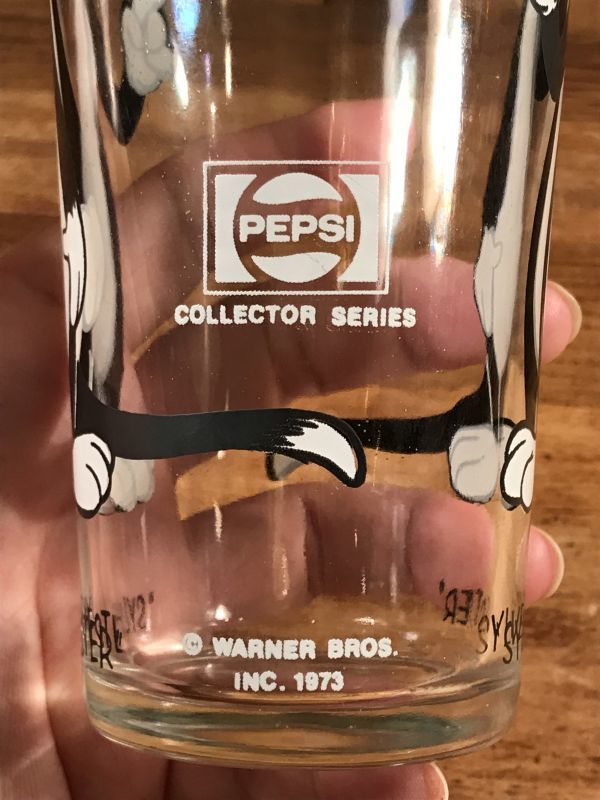 PEPSI
COLLECTOR SERIES
© WARNER BROS.
INC. 1973